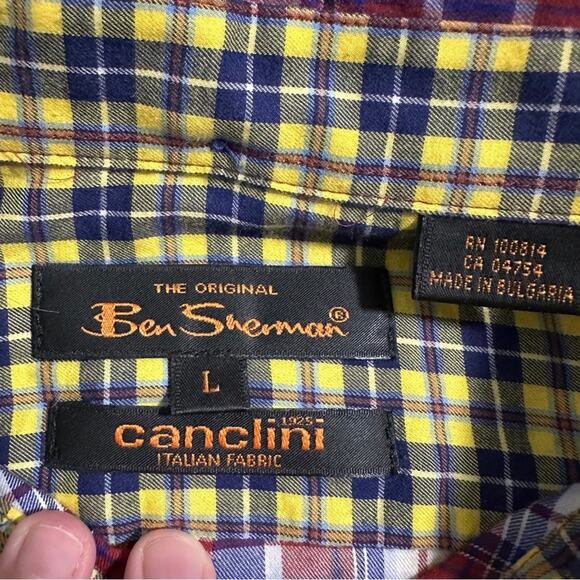 THE ORIGINAL
Ben Sherman®
L
1925
canclini
ITALIAN FABRIC
RN 100814
CA 04754
MADE IN BULGARIA